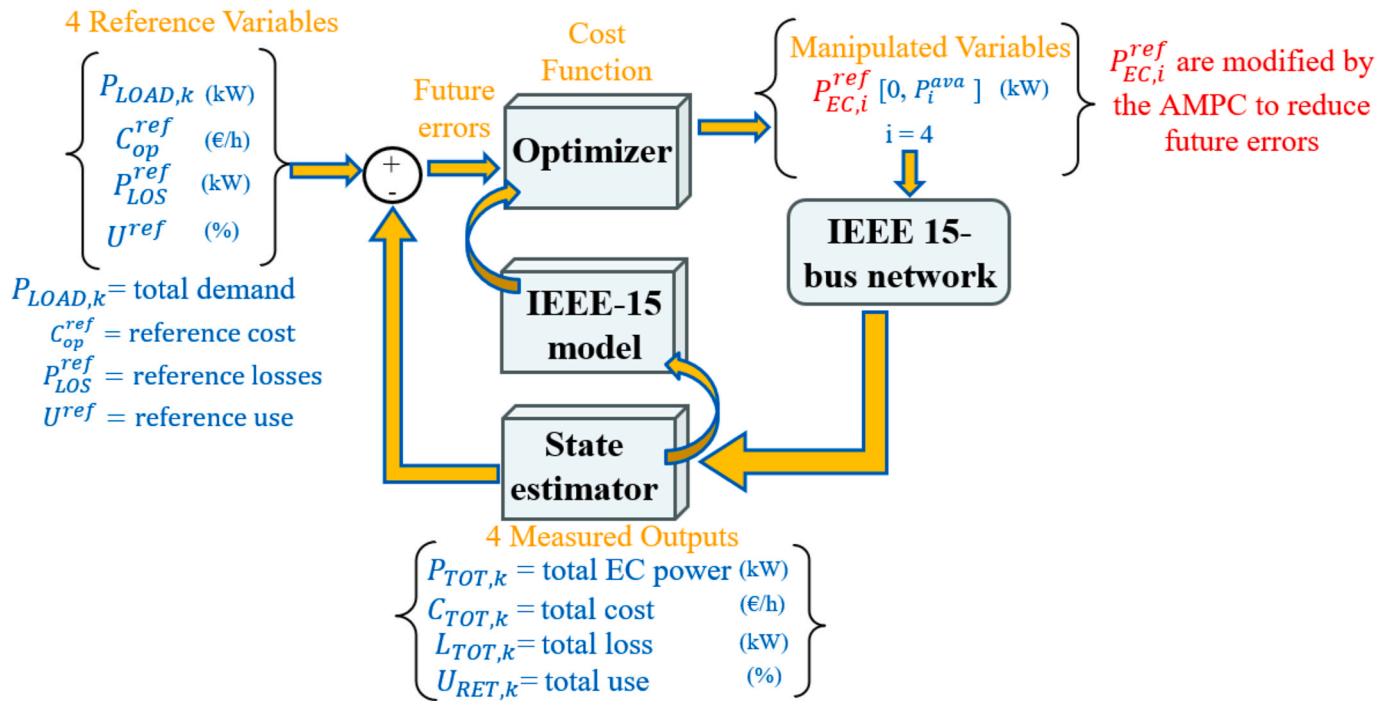 4 Reference Variables
P_{LOAD,k} (kW)
C_{op}^{ref} (€/h)
P_{LOS}^{ref} (kW)
U^{ref} (%)
P_{LOAD,k}= total demand
C_{op}^{ref} = reference cost
P_{LOS}^{ref} = reference losses
U^{ref} = reference use
+
-
Future
errors
Cost
Function
Optimizer
Manipulated Variables
P_{EC,i}^{ref} [0, P_i^{ava} ] (kW)
i = 4
P_{EC,i}^{ref} are modified by
the AMPC to reduce
future errors
IEEE 15-
bus network
IEEE-15
model
State
estimator
4 Measured Outputs
P_{TOT,k} = total EC power (kW)
C_{TOT,k} = total cost (€/h)
L_{TOT,k}= total loss (kW)
U_{RET,k}= total use (%)